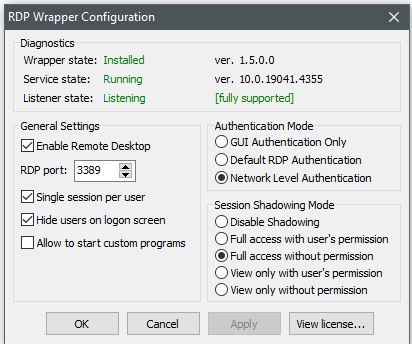 RDP Wrapper Configuration
Diagnostics
Wrapper state: Installed ver. 1.5.0.0
Service state: Running ver. 10.0.19041.4355
Listener state: Listening [fully supported]
General Settings
Enable Remote Desktop
RDP port: 3389
Single session per user
Hide users on logon screen
Allow to start custom programs
Authentication Mode
GUI Authentication Only
Default RDP Authentication
Network Level Authentication
Session Shadowing Mode
Disable Shadowing
Full access with user's permission
Full access without permission
View only with user's permission
View only without permission
OK Cancel Apply View license...